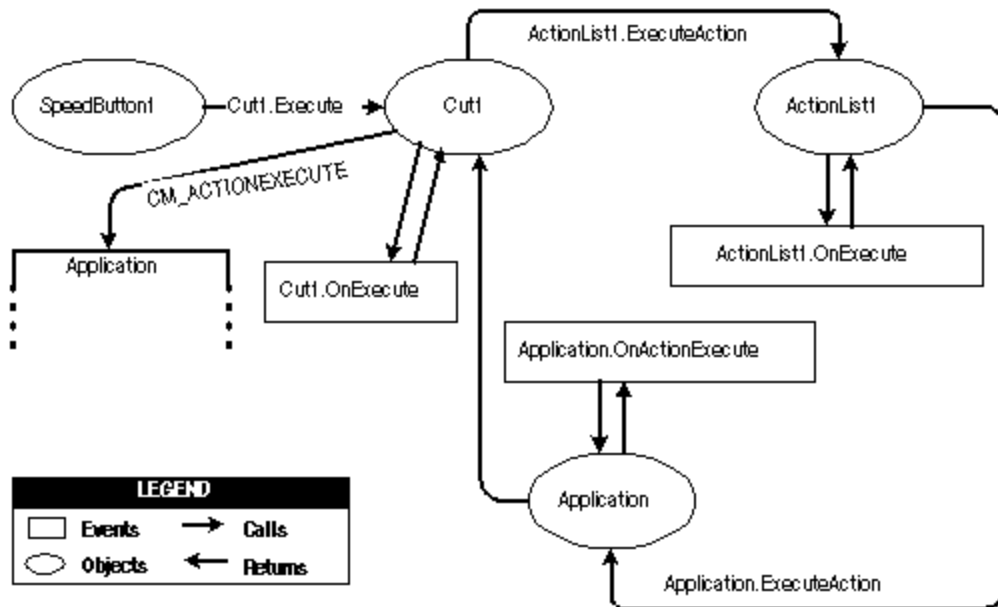 ActionList1.ExecuteAction
SpeedButton1
Cut1.Execute
Cut1
ActionList1
CM_ACTIONEXECUTE
Application
Cut1.OnExecute
ActionList1.OnExecute
Application.OnActionExecute
Application
Application.ExecuteAction
LEGEND
Events
Calls
Objects
Returns